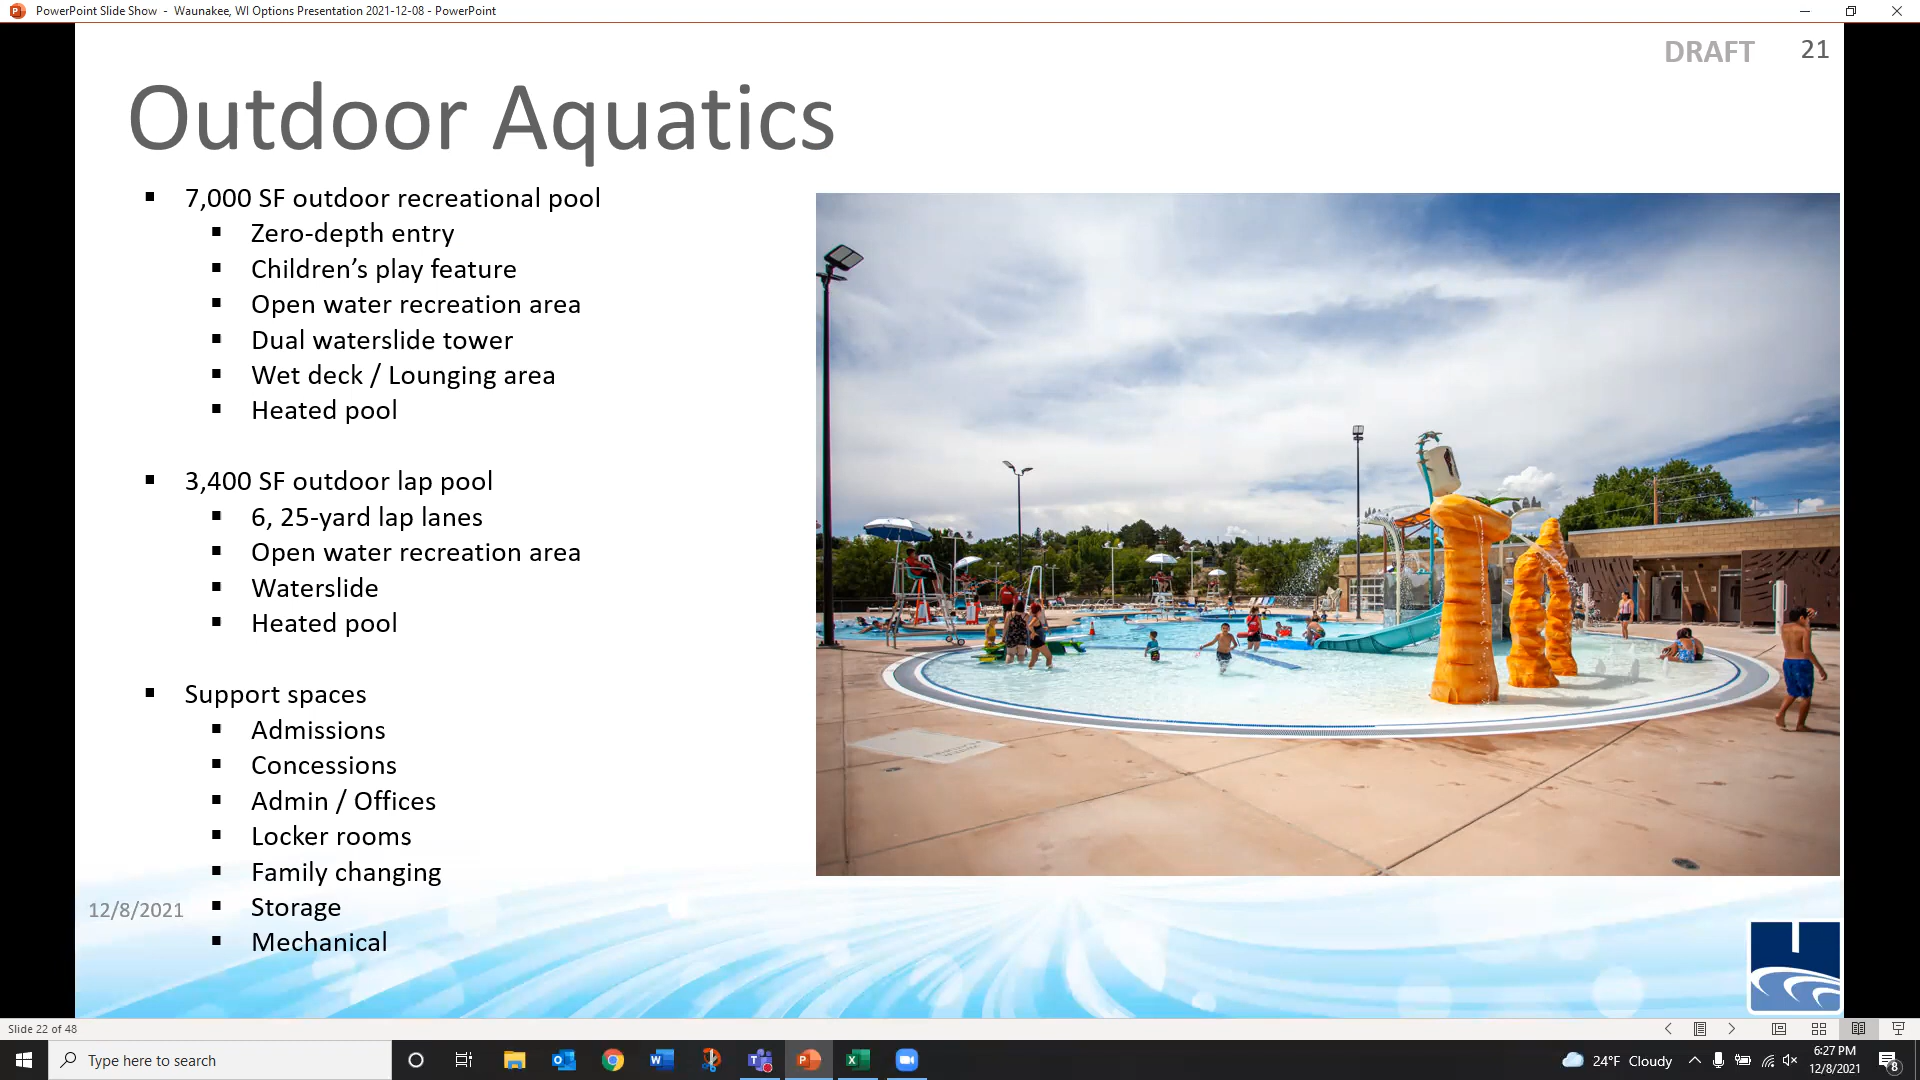 PowerPoint Slide Show - Waunakee, WI Options Presentation 2021-12-08 - PowerPoint
DRAFT 21
Outdoor Aquatics
▪ 7,000 SF outdoor recreational pool
▪ Zero-depth entry
▪ Children’s play feature
▪ Open water recreation area
▪ Dual waterslide tower
▪ Wet deck / Lounging area
▪ Heated pool
▪ 3,400 SF outdoor lap pool
▪ 6, 25-yard lap lanes
▪ Open water recreation area
▪ Waterslide
▪ Heated pool
▪ Support spaces
▪ Admissions
▪ Concessions
▪ Admin / Offices
▪ Locker rooms
▪ Family changing
▪ Storage
▪ Mechanical
12/8/2021
Slide 22 of 48
Type here to search
24°F Cloudy
6:27 PM
12/8/2021
8